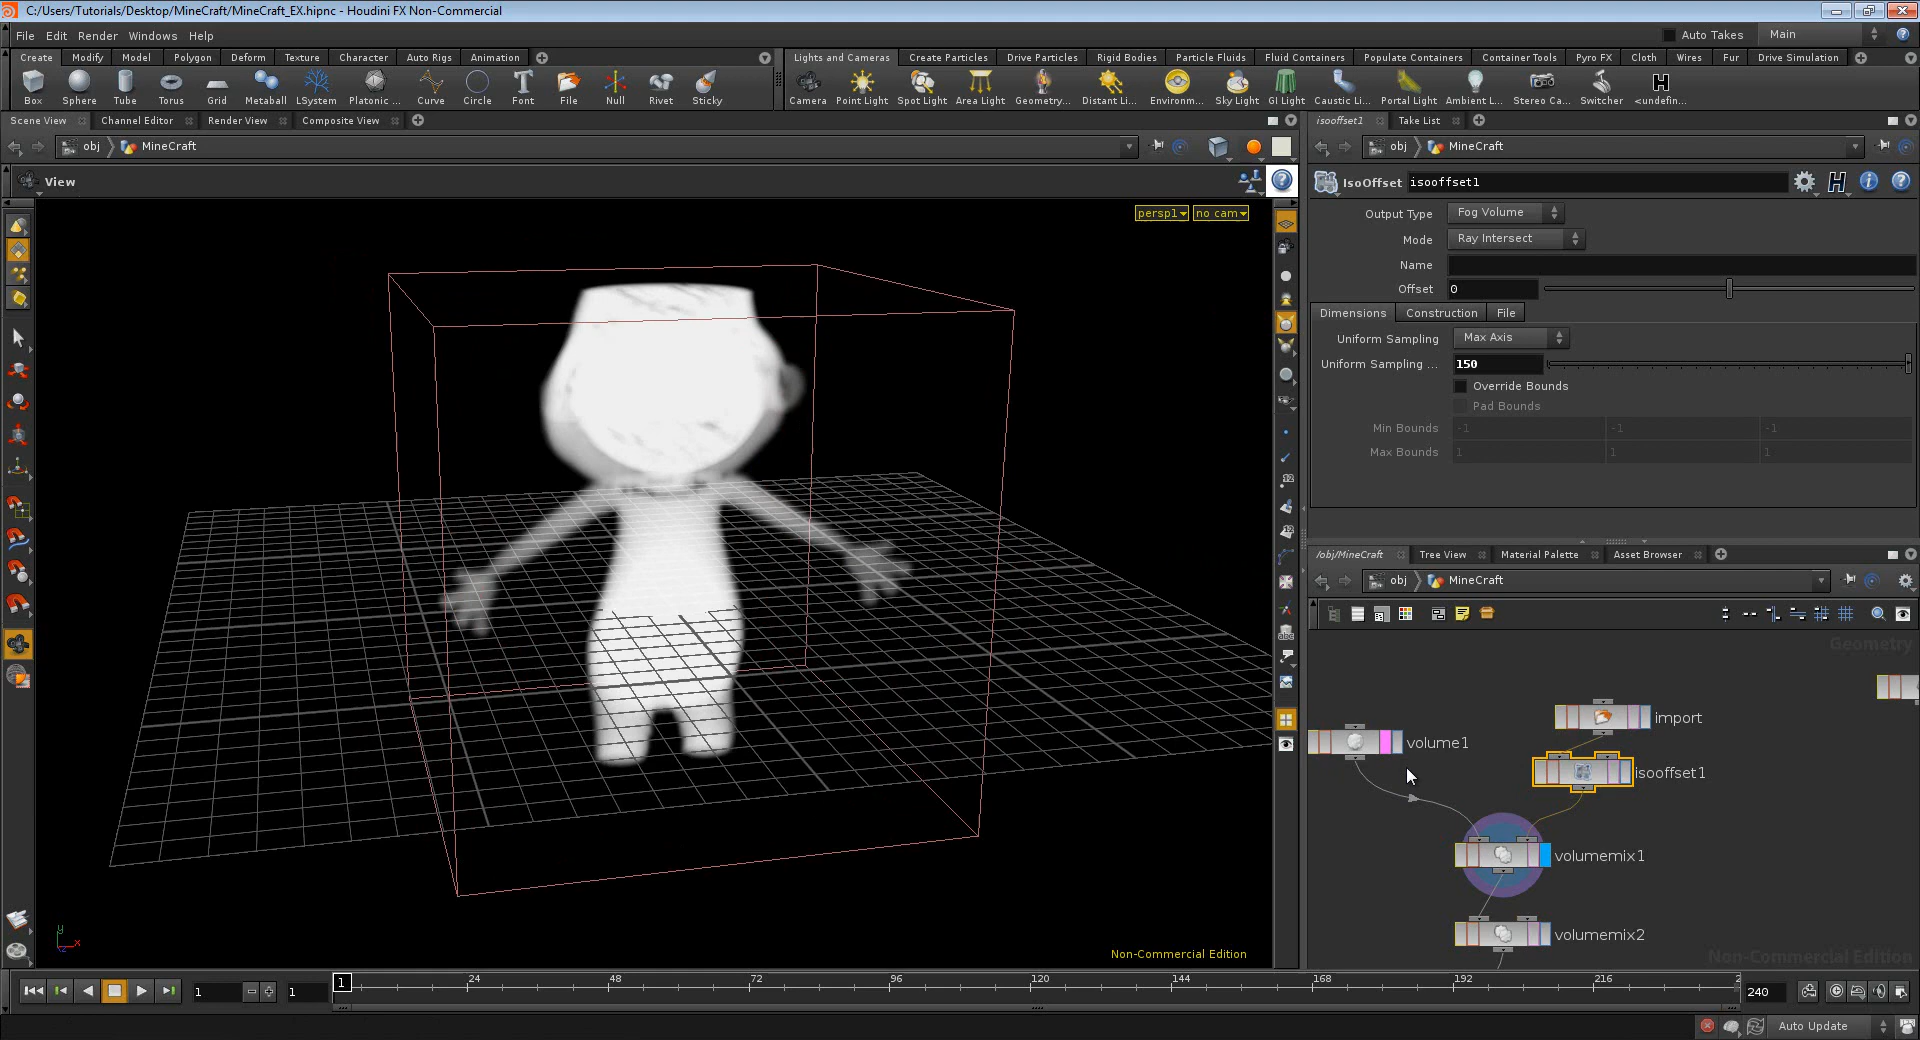 C:/Users/Tutorials/Desktop/MineCraft/MineCraft_EX.hipnc - Houdini FX Non-Commercial
File Edit Render Windows Help
Auto Takes Main
Create Modify Model Polygon Deform Texture Character Auto Rigs Animation
Lights and Cameras Create Particles Drive Particles Rigid Bodies Particle Fluids Fluid Containers Populate Containers Container Tools Pyro FX Cloth Wires Fur Drive Simulation
Box Sphere Tube Torus Grid Metaball LSystem Platonic ... Curve Circle Font File Null Rivet Sticky
Camera Point Light Spot Light Area Light Geometry... Distant Li... Environm... Sky Light GI Light Caustic Li... Portal Light Ambient L... Stereo Ca... Switcher <undefin...
Scene View Channel Editor Render View Composite View
isooffset1 Take List
obj MineCraft
obj MineCraft
View
IsoOffset isooffset1
persp1 no cam
Output Type Fog Volume
Mode Ray Intersect
Name
Offset 0
Dimensions Construction File
Uniform Sampling Max Axis
Uniform Sampling ... 150
Override Bounds
Pad Bounds
Min Bounds -1 -1 -1
Max Bounds 1 1 1
/obj/MineCraft Tree View Material Palette Asset Browser
obj MineCraft
Geometry
import
volume1
isooffset1
volumemix1
volumemix2
Non-Commercial Edition
Non-Commercial Edition
y x z
1 1 1 24 48 72 96 120 144 168 192 216 2 240
Auto Update